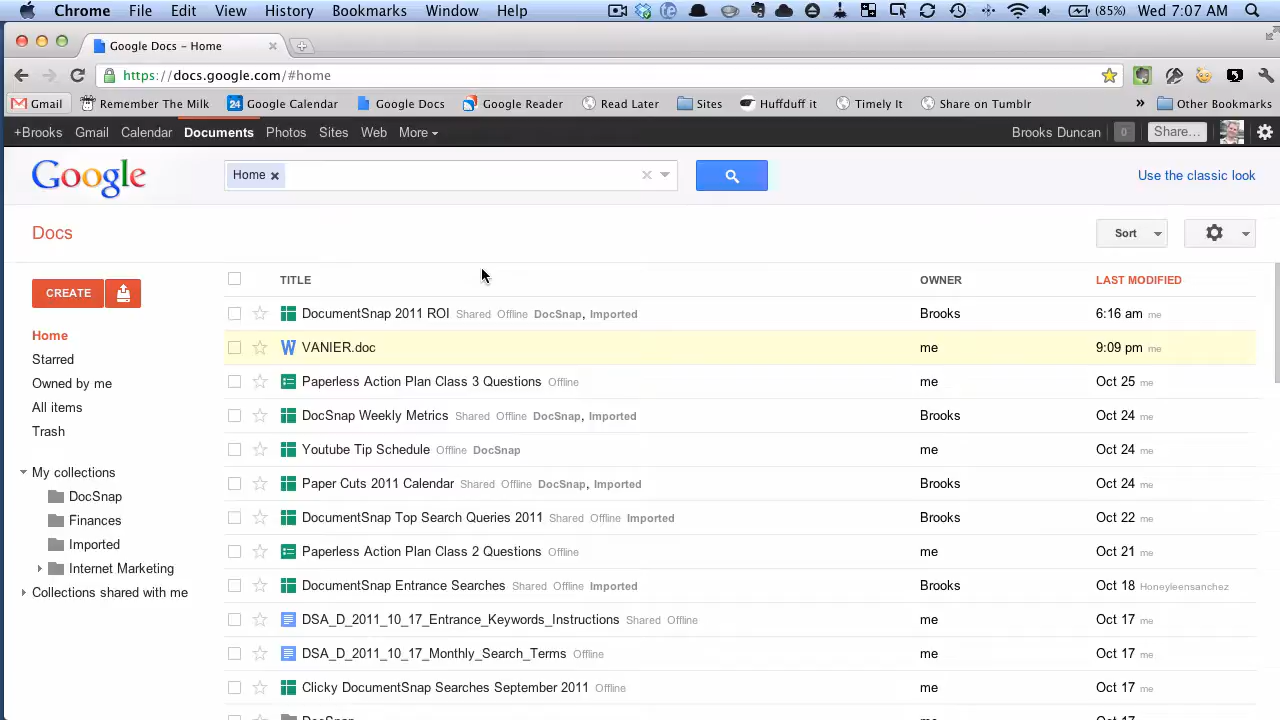 Chrome File Edit View History Bookmarks Window Help (85%) Wed 7:07 AM
Google Docs - Home
https://docs.google.com/#home
Gmail Remember The Milk 24 Google Calendar Google Docs Google Reader Read Later Sites Huffduff it Timely It Share on Tumblr » Other Bookmarks
+Brooks Gmail Calendar Documents Photos Sites Web More Brooks Duncan 0 Share…
Google Home Use the classic look
Docs Sort
CREATE TITLE OWNER LAST MODIFIED
DocumentSnap 2011 ROI Shared Offline DocSnap, Imported Brooks 6:16 am me
Home
W VANIER.doc me 9:09 pm me
Starred
Paperless Action Plan Class 3 Questions Offline me Oct 25 me
Owned by me
All items
DocSnap Weekly Metrics Shared Offline DocSnap, Imported Brooks Oct 24 me
Trash
Youtube Tip Schedule Offline DocSnap me Oct 24 me
My collections
Paper Cuts 2011 Calendar Shared Offline DocSnap, Imported Brooks Oct 24 me
DocSnap
Finances
DocumentSnap Top Search Queries 2011 Shared Offline Imported Brooks Oct 22 me
Imported
Paperless Action Plan Class 2 Questions Offline me Oct 21 me
Internet Marketing
DocumentSnap Entrance Searches Shared Offline Imported Brooks Oct 18 Honeyleensanchez
Collections shared with me
DSA_D_2011_10_17_Entrance_Keywords_Instructions Shared Offline me Oct 17 me
DSA_D_2011_10_17_Monthly_Search_Terms Offline me Oct 17 me
Clicky DocumentSnap Searches September 2011 Offline me Oct 17 me
DocSnap me Oct 17 me